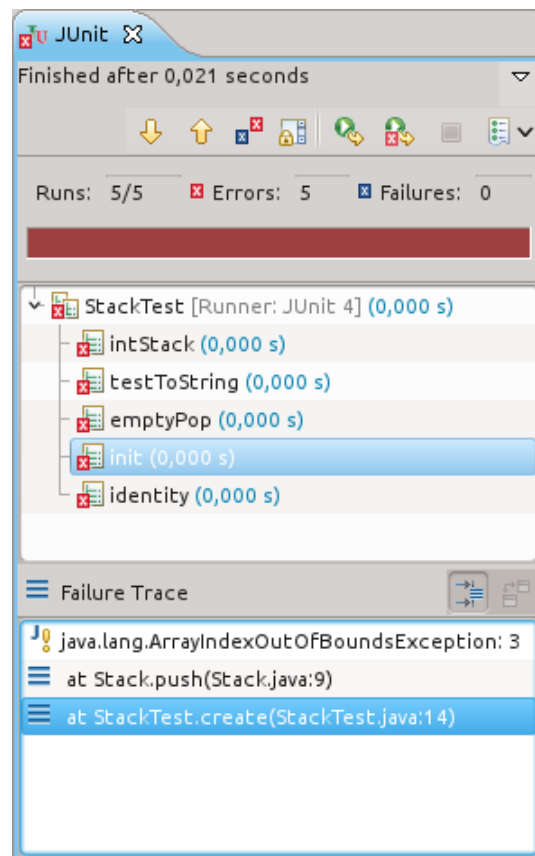 JUnit
Finished after 0,021 seconds
Runs: 5/5 Errors: 5 Failures: 0
StackTest [Runner: JUnit 4] (0,000 s)
intStack (0,000 s)
testToString (0,000 s)
emptyPop (0,000 s)
init (0,000 s)
identity (0,000 s)
Failure Trace
java.lang.ArrayIndexOutOfBoundsException: 3
at Stack.push(Stack.java:9)
at StackTest.create(StackTest.java:14)